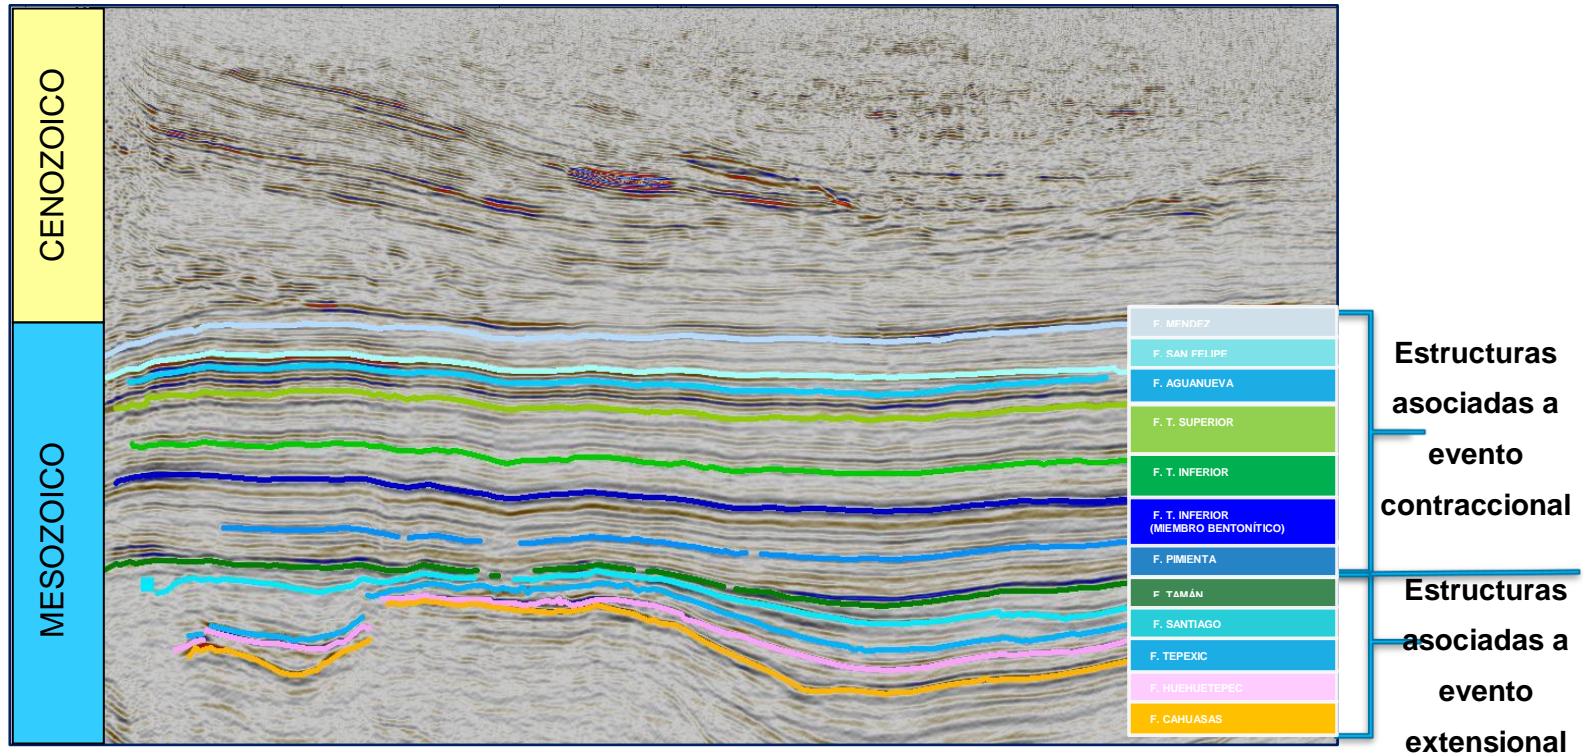 CENOZOICO
MESOZOICO
F. MENDEZ
F. SAN FELIPE
F. AGUANUEVA
F. T. SUPERIOR
F. T. INFERIOR
F. T. INFERIOR
(MIEMBRO BENTONÍTICO)
F. PIMIENTA
F. TAMÁN
F. SANTIAGO
F. TEPEXIC
F. HUEHUETEPEC
F. CAHUASAS
Estructuras
asociadas a
evento
contraccional
Estructuras
asociadas a
evento
extensional